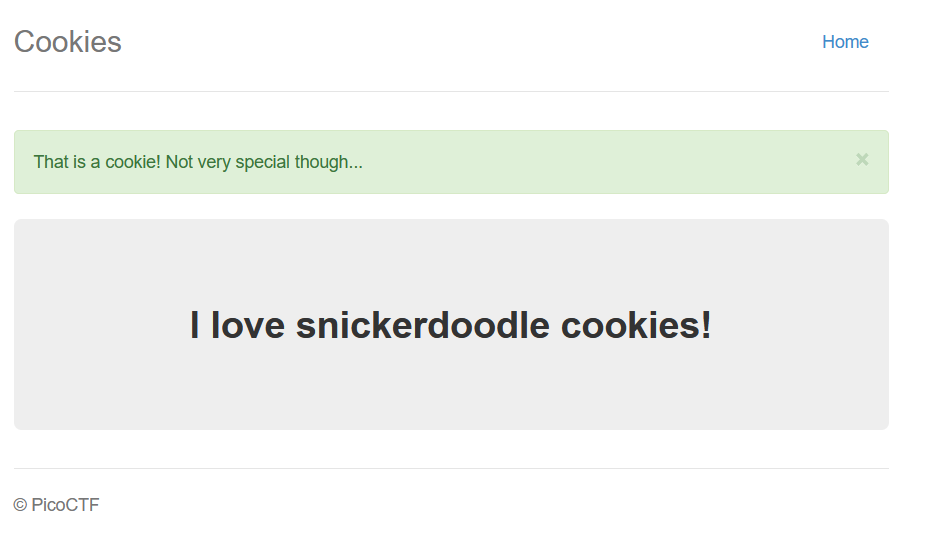 Cookies
Home
That is a cookie! Not very special though...
×
I love snickerdoodle cookies!
© PicoCTF